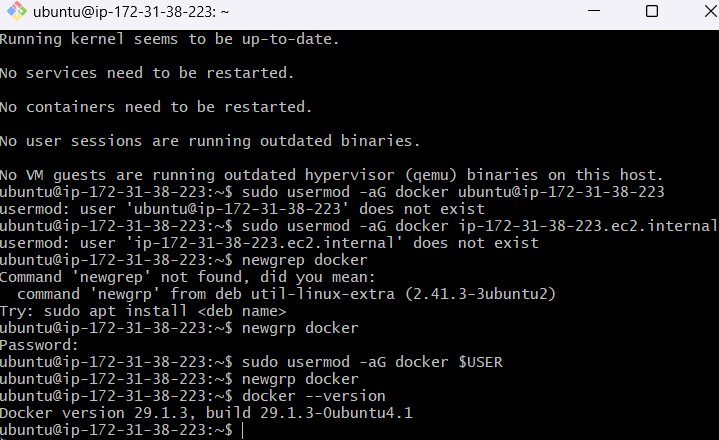 ubuntu@ip-172-31-38-223: ~
Running kernel seems to be up-to-date.
No services need to be restarted.
No containers need to be restarted.
No user sessions are running outdated binaries.
No VM guests are running outdated hypervisor (qemu) binaries on this host.
ubuntu@ip-172-31-38-223:~$ sudo usermod -aG docker ubuntu@ip-172-31-38-223
usermod: user 'ubuntu@ip-172-31-38-223' does not exist
ubuntu@ip-172-31-38-223:~$ sudo usermod -aG docker ip-172-31-38-223.ec2.internal
usermod: user 'ip-172-31-38-223.ec2.internal' does not exist
ubuntu@ip-172-31-38-223:~$ newgrep docker
Command 'newgrep' not found, did you mean:
  command 'newgrp' from deb util-linux-extra (2.41.3-3ubuntu2)
Try: sudo apt install <deb name>
ubuntu@ip-172-31-38-223:~$ newgrp docker
Password:
ubuntu@ip-172-31-38-223:~$ sudo usermod -aG docker $USER
ubuntu@ip-172-31-38-223:~$ newgrp docker
ubuntu@ip-172-31-38-223:~$ docker --version
Docker version 29.1.3, build 29.1.3-0ubuntu4.1
ubuntu@ip-172-31-38-223:~$